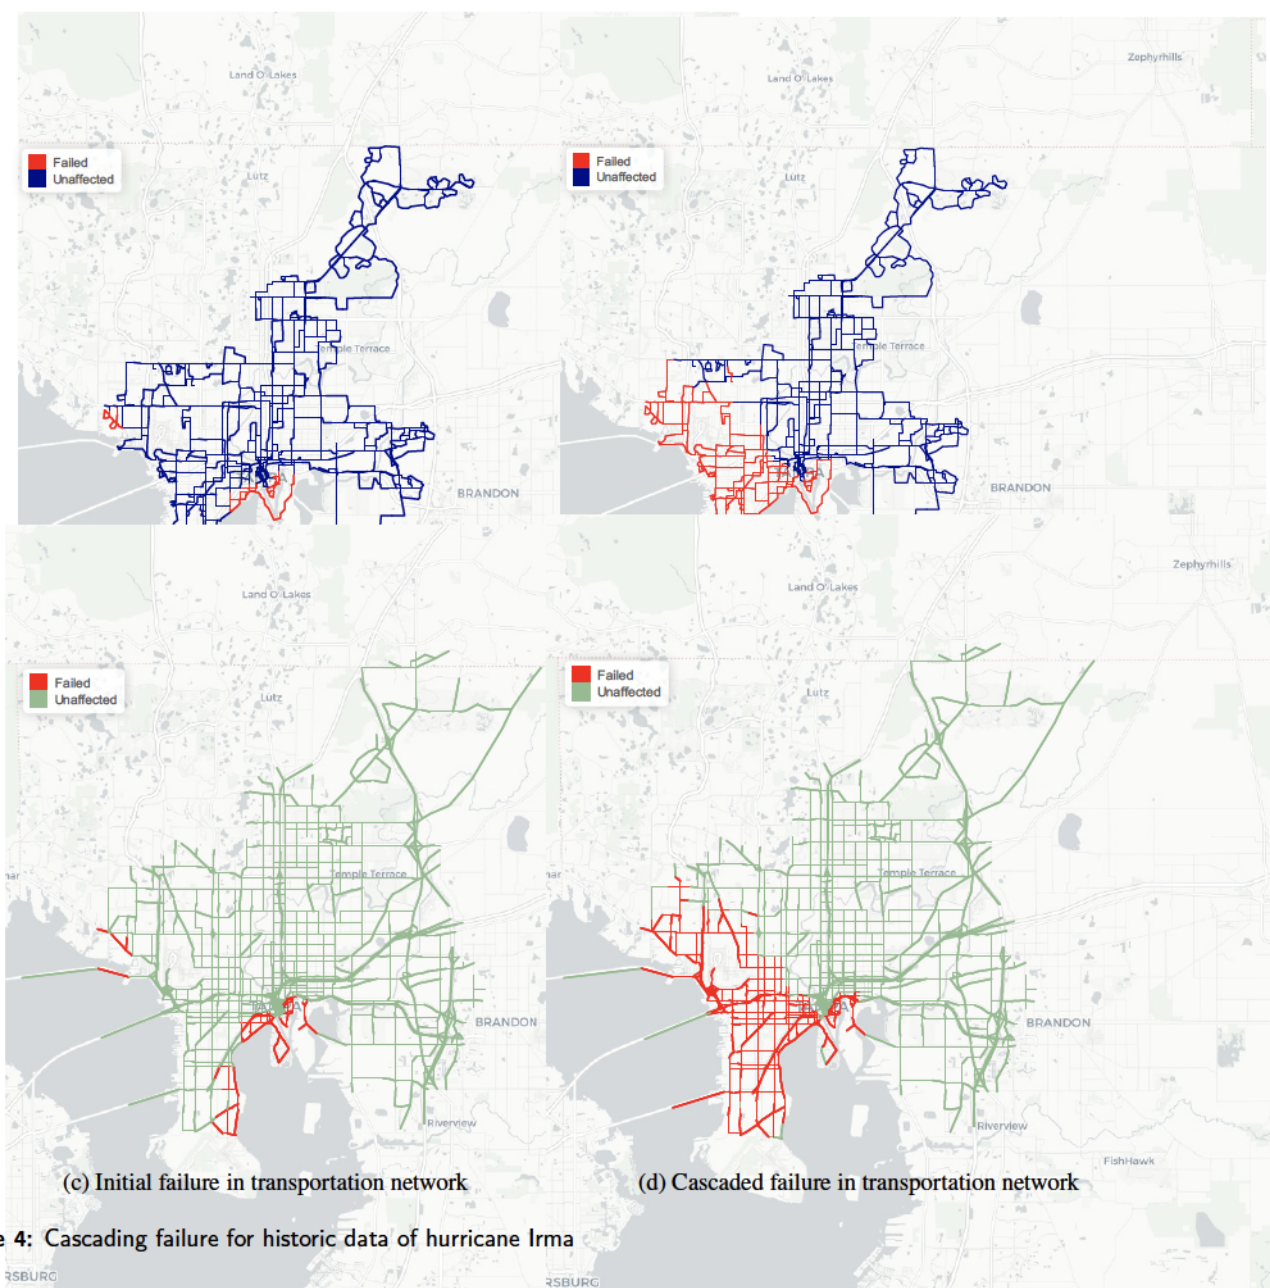 Land O' Lakes
Land O' Lakes
Zephyrhills
Failed
Unaffected
Failed
Unaffected
Lutz
Lutz
Temple Terrace
Temple Terrace
BRANDON
BRANDON
Land O' Lakes
Land O' Lakes
Zephyrhills
Failed
Unaffected
Failed
Unaffected
Lutz
Lutz
Temple Terrace
Temple Terrace
BRANDON
BRANDON
Riverview
Riverview
FishHawk
(c) Initial failure in transportation network
(d) Cascaded failure in transportation network
e 4: Cascading failure for historic data of hurricane Irma
RSBURG
RSBURG